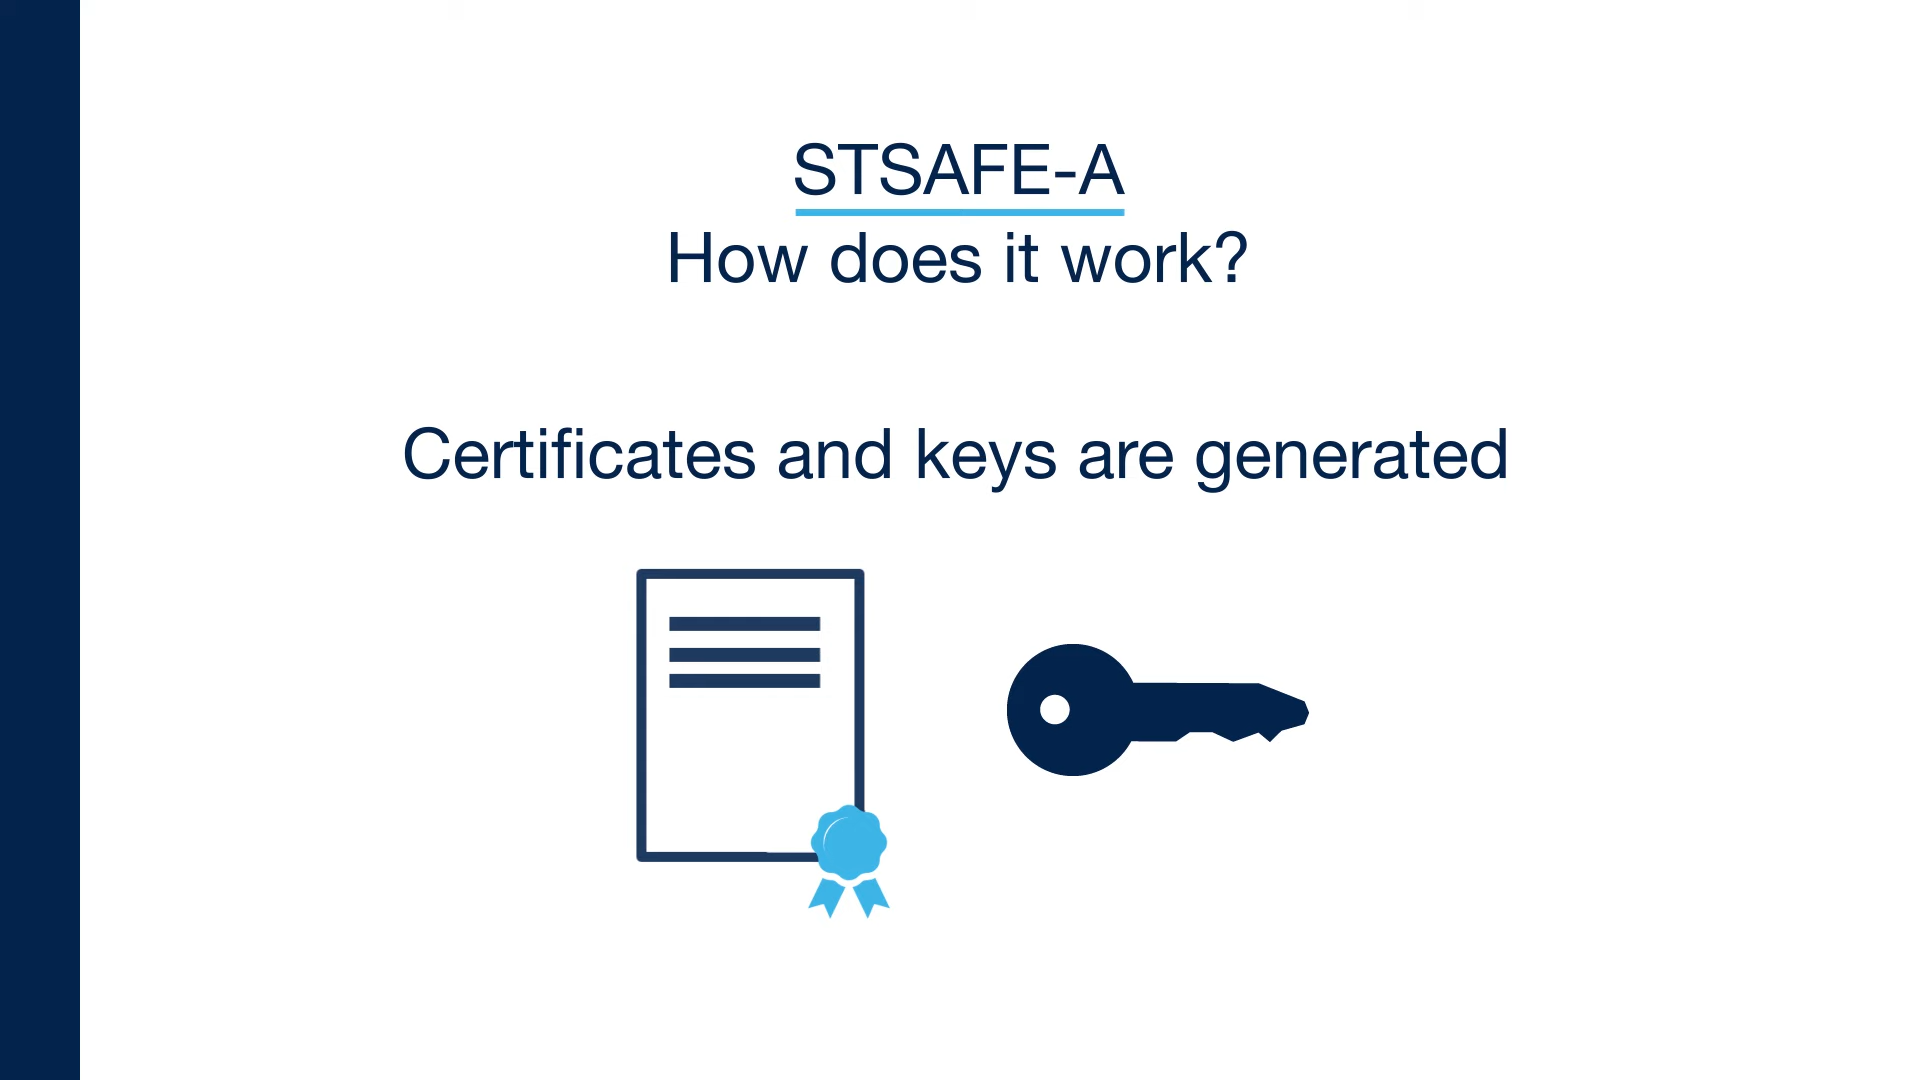 STSAFE-A
How does it work?
Certificates and keys are generated